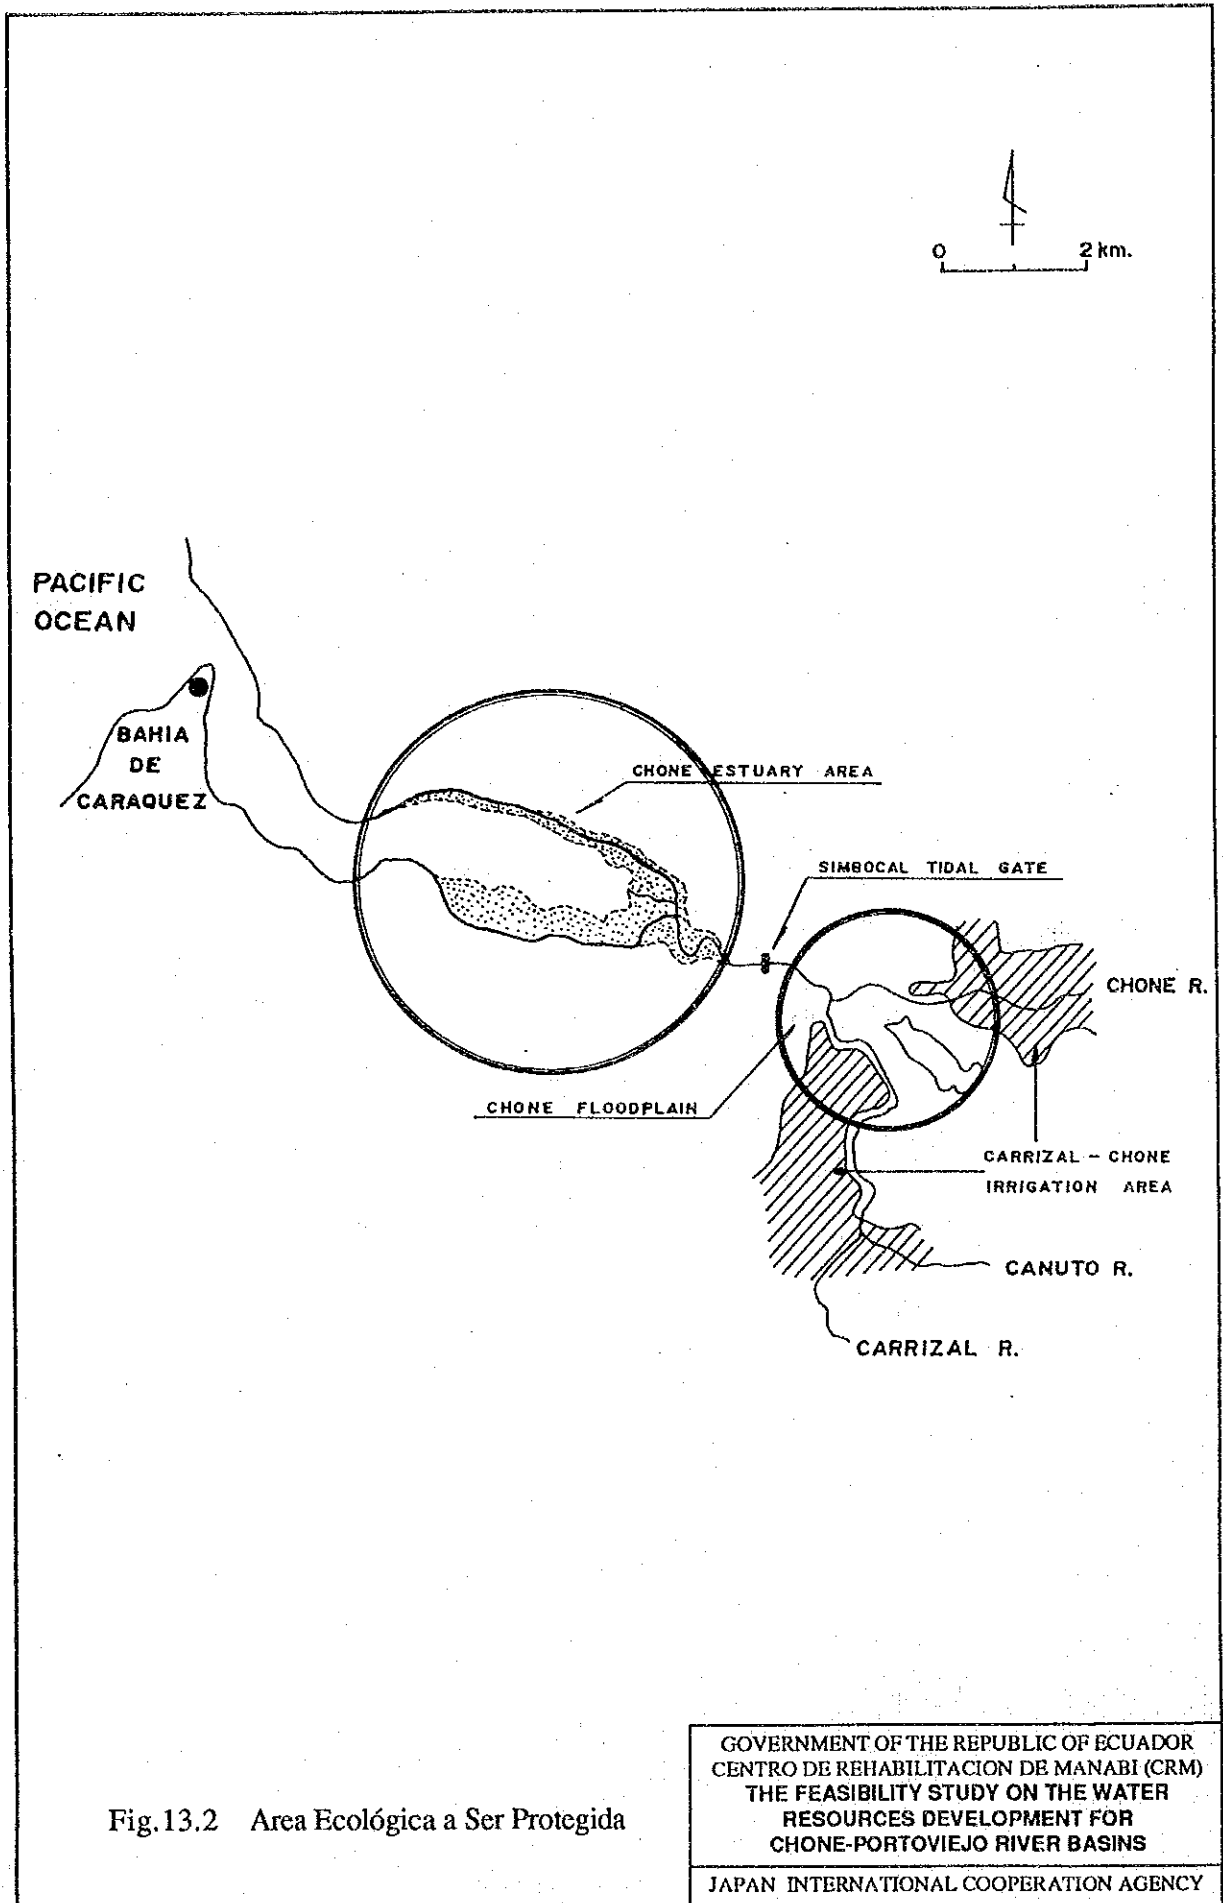 0 2 km.
PACIFIC
OCEAN
BAHIA
DE
CARAQUEZ
CHONE ESTUARY AREA
SIMBOCAL TIDAL GATE
CHONE R.
CHONE FLOODPLAIN
CARRIZAL - CHONE
IRRIGATION AREA
CANUTO R.
CARRIZAL R.
Fig.13.2 Area Ecológica a Ser Protegida
GOVERNMENT OF THE REPUBLIC OF ECUADOR
CENTRO DE REHABILITACION DE MANABI (CRM)
THE FEASIBILITY STUDY ON THE WATER
RESOURCES DEVELOPMENT FOR
CHONE-PORTOVIEJO RIVER BASINS
JAPAN INTERNATIONAL COOPERATION AGENCY